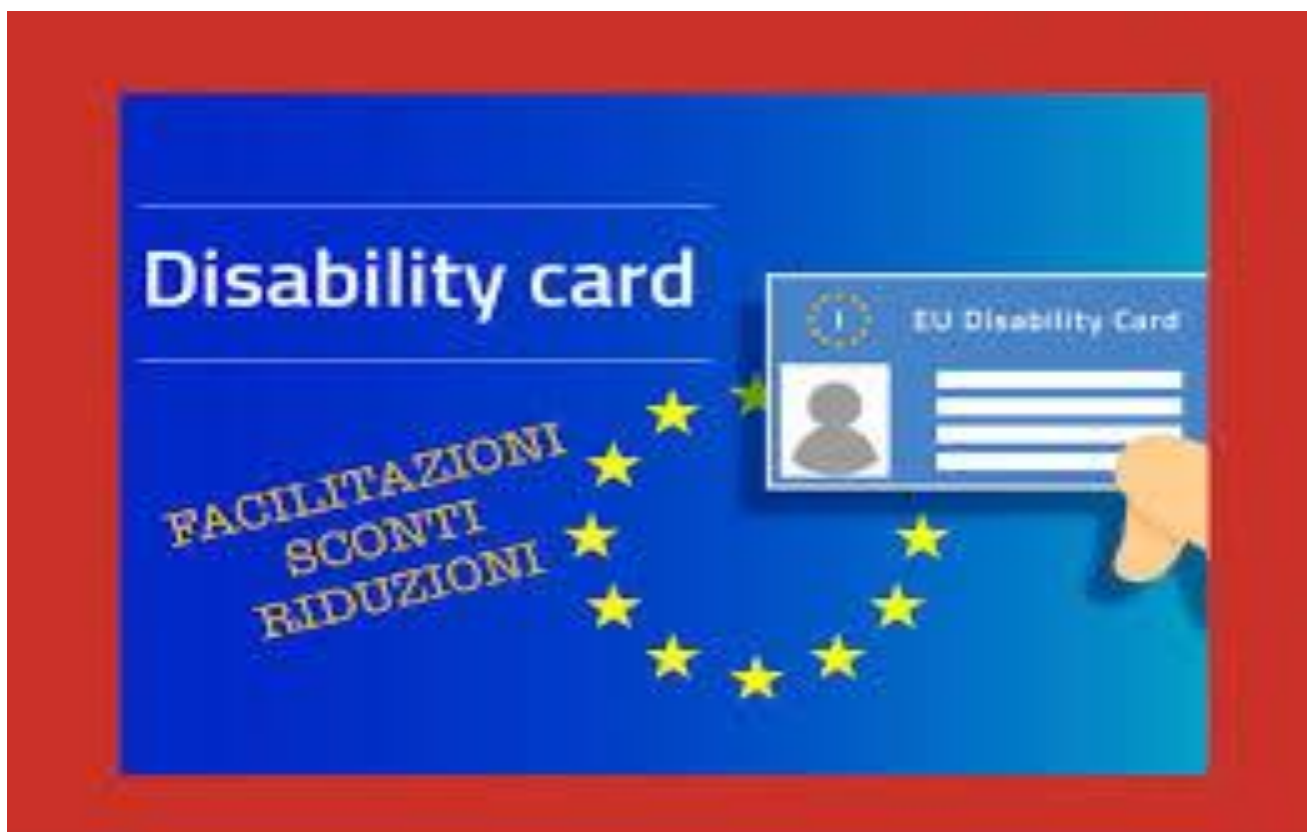 Disability card
I
EU Disability Card
FACILITAZIONI
SCONTI
RIDUZIONI